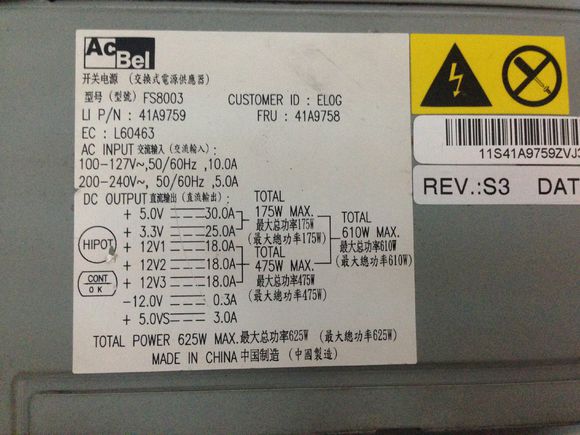 AcBel
开关电源 (交換式電源供應器)
型号 (型號) FS8003 CUSTOMER ID : ELOG
LI P/N : 41A9759 FRU : 41A9758
EC : L60463
AC INPUT 交流输入 (交流輸入) :
100-127V~,50/60Hz ,10.0A
200-240V~, 50/60Hz ,5.0A
DC OUTPUT 直流输出 (直流輸出) :
+ 5.0V 30.0A
+ 3.3V 25.0A
+ 12V1 18.0A
+ 12V2 18.0A
+ 12V3 18.0A
-12.0V 0.3A
+ 5.0VS 3.0A
TOTAL
175W MAX.
最大总功率175W
(最大總功率175W)
TOTAL
475W MAX.
最大总功率475W
(最大總功率475W)
TOTAL
610W MAX.
最大总功率610W
(最大總功率610W)
HIPOT
CONT
OK
TOTAL POWER 625W MAX. 最大总功率625W (最大總功率625W)
MADE IN CHINA 中国制造 (中國製造)
11S41A9759ZVJ
REV.:S3 DAT